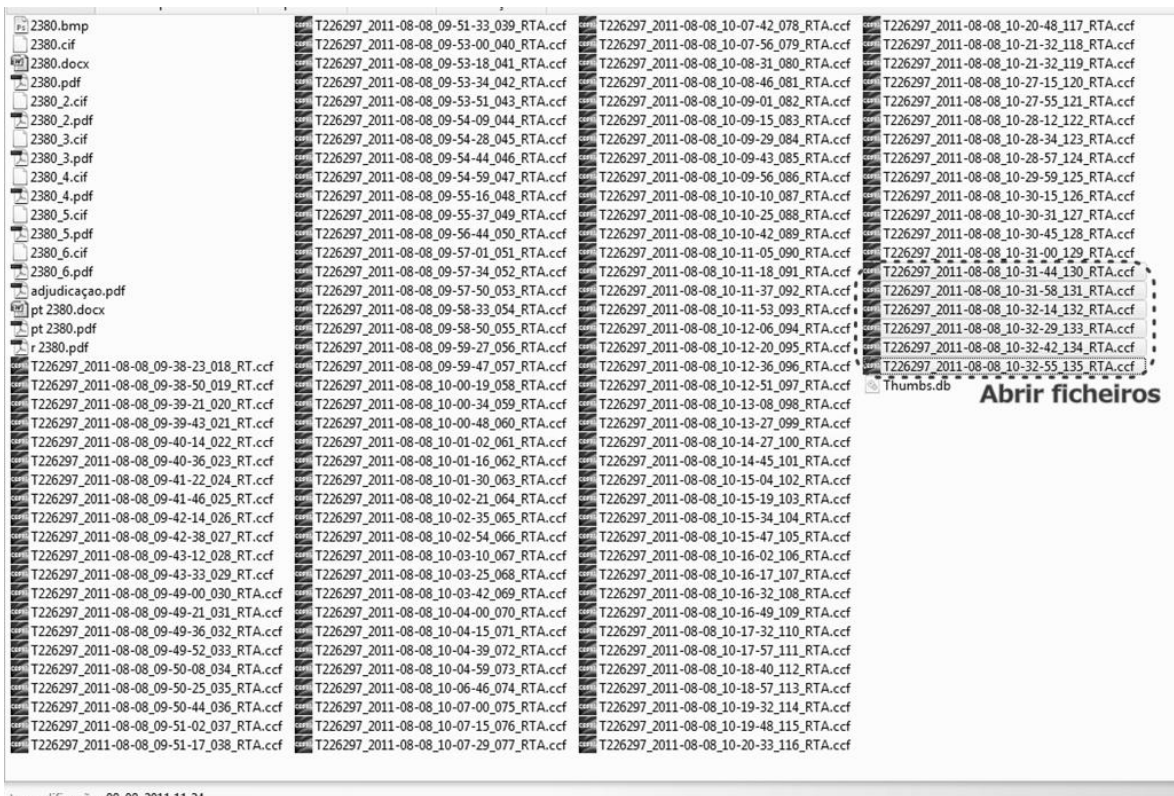 2380.bmp
2380.cif
2380.docx
2380.pdf
2380_2.cif
2380_2.pdf
2380_3.cif
2380_3.pdf
2380_4.cif
2380_4.pdf
2380_5.cif
2380_5.pdf
2380_6.cif
2380_6.pdf
adjudicaçao.pdf
pt 2380.docx
pt 2380.pdf
r 2380.pdf
T226297_2011-08-08_09-38-23_018_RT.ccf
T226297_2011-08-08_09-38-50_019_RT.ccf
T226297_2011-08-08_09-39-21_020_RT.ccf
T226297_2011-08-08_09-39-43_021_RT.ccf
T226297_2011-08-08_09-40-14_022_RT.ccf
T226297_2011-08-08_09-40-36_023_RT.ccf
T226297_2011-08-08_09-41-22_024_RT.ccf
T226297_2011-08-08_09-41-46_025_RT.ccf
T226297_2011-08-08_09-42-14_026_RT.ccf
T226297_2011-08-08_09-42-38_027_RT.ccf
T226297_2011-08-08_09-43-12_028_RT.ccf
T226297_2011-08-08_09-43-33_029_RT.ccf
T226297_2011-08-08_09-49-00_030_RTA.ccf
T226297_2011-08-08_09-49-21_031_RTA.ccf
T226297_2011-08-08_09-49-36_032_RTA.ccf
T226297_2011-08-08_09-49-52_033_RTA.ccf
T226297_2011-08-08_09-50-08_034_RTA.ccf
T226297_2011-08-08_09-50-25_035_RTA.ccf
T226297_2011-08-08_09-50-44_036_RTA.ccf
T226297_2011-08-08_09-51-02_037_RTA.ccf
T226297_2011-08-08_09-51-17_038_RTA.ccf
T226297_2011-08-08_09-51-33_039_RTA.ccf
T226297_2011-08-08_09-53-00_040_RTA.ccf
T226297_2011-08-08_09-53-18_041_RTA.ccf
T226297_2011-08-08_09-53-34_042_RTA.ccf
T226297_2011-08-08_09-53-51_043_RTA.ccf
T226297_2011-08-08_09-54-09_044_RTA.ccf
T226297_2011-08-08_09-54-28_045_RTA.ccf
T226297_2011-08-08_09-54-44_046_RTA.ccf
T226297_2011-08-08_09-54-59_047_RTA.ccf
T226297_2011-08-08_09-55-16_048_RTA.ccf
T226297_2011-08-08_09-55-37_049_RTA.ccf
T226297_2011-08-08_09-56-44_050_RTA.ccf
T226297_2011-08-08_09-57-01_051_RTA.ccf
T226297_2011-08-08_09-57-34_052_RTA.ccf
T226297_2011-08-08_09-57-50_053_RTA.ccf
T226297_2011-08-08_09-58-33_054_RTA.ccf
T226297_2011-08-08_09-58-50_055_RTA.ccf
T226297_2011-08-08_09-59-27_056_RTA.ccf
T226297_2011-08-08_09-59-47_057_RTA.ccf
T226297_2011-08-08_10-00-19_058_RTA.ccf
T226297_2011-08-08_10-00-34_059_RTA.ccf
T226297_2011-08-08_10-00-48_060_RTA.ccf
T226297_2011-08-08_10-01-02_061_RTA.ccf
T226297_2011-08-08_10-01-16_062_RTA.ccf
T226297_2011-08-08_10-01-30_063_RTA.ccf
T226297_2011-08-08_10-02-21_064_RTA.ccf
T226297_2011-08-08_10-02-35_065_RTA.ccf
T226297_2011-08-08_10-02-54_066_RTA.ccf
T226297_2011-08-08_10-03-10_067_RTA.ccf
T226297_2011-08-08_10-03-25_068_RTA.ccf
T226297_2011-08-08_10-03-42_069_RTA.ccf
T226297_2011-08-08_10-04-00_070_RTA.ccf
T226297_2011-08-08_10-04-15_071_RTA.ccf
T226297_2011-08-08_10-04-39_072_RTA.ccf
T226297_2011-08-08_10-04-59_073_RTA.ccf
T226297_2011-08-08_10-06-46_074_RTA.ccf
T226297_2011-08-08_10-07-00_075_RTA.ccf
T226297_2011-08-08_10-07-15_076_RTA.ccf
T226297_2011-08-08_10-07-29_077_RTA.ccf
T226297_2011-08-08_10-07-42_078_RTA.ccf
T226297_2011-08-08_10-07-56_079_RTA.ccf
T226297_2011-08-08_10-08-31_080_RTA.ccf
T226297_2011-08-08_10-08-46_081_RTA.ccf
T226297_2011-08-08_10-09-01_082_RTA.ccf
T226297_2011-08-08_10-09-15_083_RTA.ccf
T226297_2011-08-08_10-09-29_084_RTA.ccf
T226297_2011-08-08_10-09-43_085_RTA.ccf
T226297_2011-08-08_10-09-56_086_RTA.ccf
T226297_2011-08-08_10-10-10_087_RTA.ccf
T226297_2011-08-08_10-10-25_088_RTA.ccf
T226297_2011-08-08_10-10-42_089_RTA.ccf
T226297_2011-08-08_10-11-05_090_RTA.ccf
T226297_2011-08-08_10-11-18_091_RTA.ccf
T226297_2011-08-08_10-11-37_092_RTA.ccf
T226297_2011-08-08_10-11-53_093_RTA.ccf
T226297_2011-08-08_10-12-06_094_RTA.ccf
T226297_2011-08-08_10-12-20_095_RTA.ccf
T226297_2011-08-08_10-12-36_096_RTA.ccf
T226297_2011-08-08_10-12-51_097_RTA.ccf
T226297_2011-08-08_10-13-08_098_RTA.ccf
T226297_2011-08-08_10-13-27_099_RTA.ccf
T226297_2011-08-08_10-14-27_100_RTA.ccf
T226297_2011-08-08_10-14-45_101_RTA.ccf
T226297_2011-08-08_10-15-04_102_RTA.ccf
T226297_2011-08-08_10-15-19_103_RTA.ccf
T226297_2011-08-08_10-15-34_104_RTA.ccf
T226297_2011-08-08_10-15-47_105_RTA.ccf
T226297_2011-08-08_10-16-02_106_RTA.ccf
T226297_2011-08-08_10-16-17_107_RTA.ccf
T226297_2011-08-08_10-16-32_108_RTA.ccf
T226297_2011-08-08_10-16-49_109_RTA.ccf
T226297_2011-08-08_10-17-32_110_RTA.ccf
T226297_2011-08-08_10-17-57_111_RTA.ccf
T226297_2011-08-08_10-18-40_112_RTA.ccf
T226297_2011-08-08_10-18-57_113_RTA.ccf
T226297_2011-08-08_10-19-32_114_RTA.ccf
T226297_2011-08-08_10-19-48_115_RTA.ccf
T226297_2011-08-08_10-20-33_116_RTA.ccf
T226297_2011-08-08_10-20-48_117_RTA.ccf
T226297_2011-08-08_10-21-32_118_RTA.ccf
T226297_2011-08-08_10-21-32_119_RTA.ccf
T226297_2011-08-08_10-27-15_120_RTA.ccf
T226297_2011-08-08_10-27-55_121_RTA.ccf
T226297_2011-08-08_10-28-12_122_RTA.ccf
T226297_2011-08-08_10-28-34_123_RTA.ccf
T226297_2011-08-08_10-28-57_124_RTA.ccf
T226297_2011-08-08_10-29-59_125_RTA.ccf
T226297_2011-08-08_10-30-15_126_RTA.ccf
T226297_2011-08-08_10-30-31_127_RTA.ccf
T226297_2011-08-08_10-30-45_128_RTA.ccf
T226297_2011-08-08_10-31-00_129_RTA.ccf
T226297_2011-08-08_10-31-44_130_RTA.ccf
T226297_2011-08-08_10-31-58_131_RTA.ccf
T226297_2011-08-08_10-32-14_132_RTA.ccf
T226297_2011-08-08_10-32-29_133_RTA.ccf
T226297_2011-08-08_10-32-42_134_RTA.ccf
T226297_2011-08-08_10-32-55_135_RTA.ccf
Thumbs.db
Abrir ficheiros